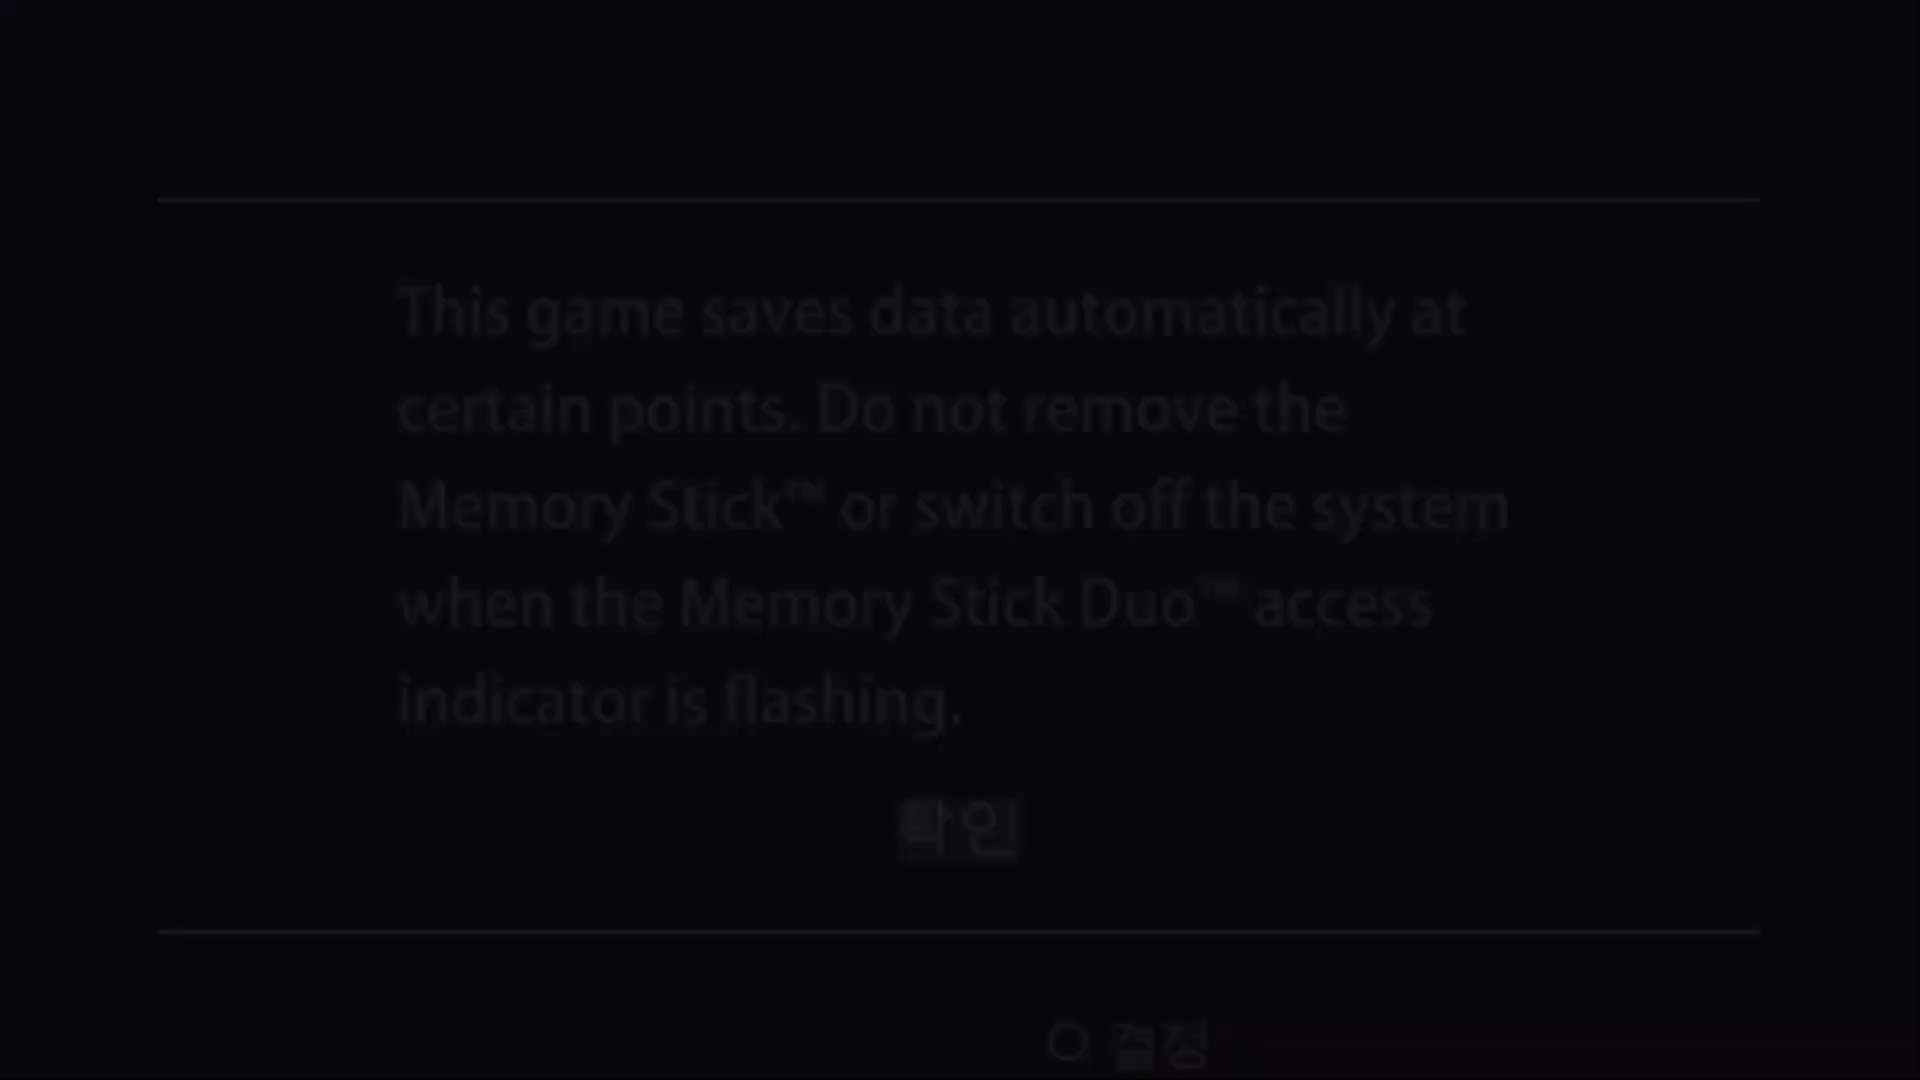 This game saves data automatically at
certain points. Do not remove the
Memory Stick™ or switch off the system
when the Memory Stick Duo™ access
indicator is flashing.
확인
○ 결정